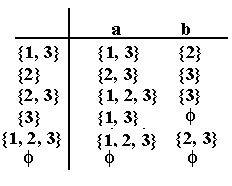 a b
{1, 3} {1, 3} {2}
{2} {2, 3} {3}
{2, 3} {1, 2, 3} {3}
{3} {1, 3} ϕ
{1, 2, 3} {1, 2, 3} {2, 3}
ϕ ϕ ϕ